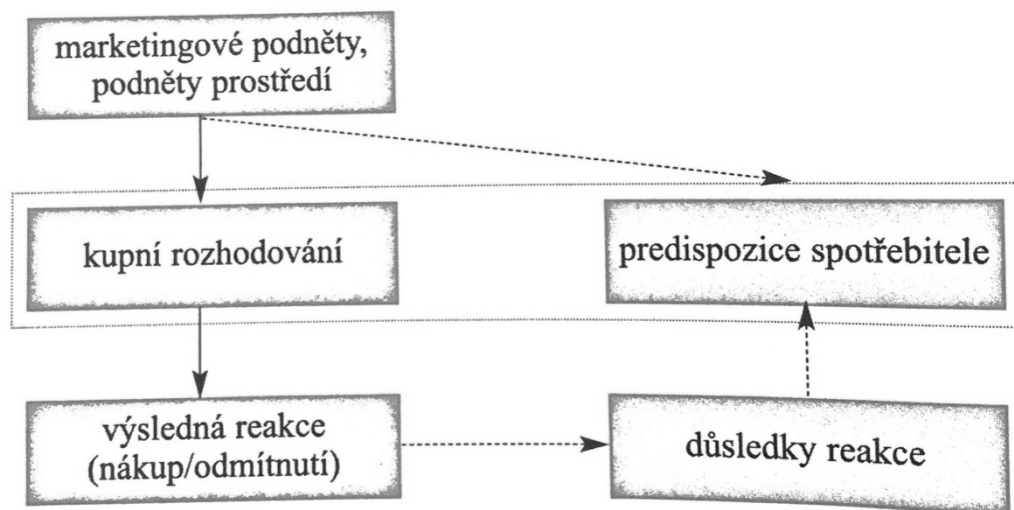 marketingové podněty,
podněty prostředí
kupní rozhodování
predispozice spotřebitele
výsledná reakce
(nákup/odmítnutí)
důsledky reakce